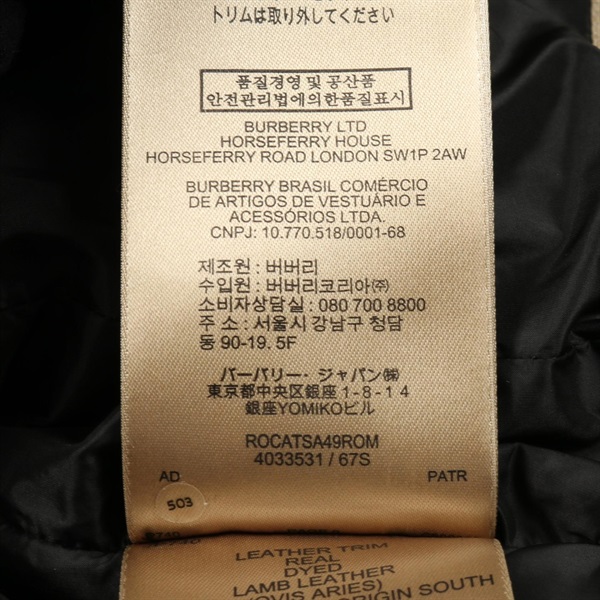 トリムは取り外してください
품질경영 및 공산품
안전관리법에의한품질표시
BURBERRY LTD
HORSEFERRY HOUSE
HORSEFERRY ROAD LONDON SW1P 2AW
BURBERRY BRASIL COMÉRCIO
DE ARTIGOS DE VESTUÁRIO E
ACESSÓRIOS LTDA.
CNPJ: 10.770.518/0001-68
제조원 : 버버리
수입원 : 버버리코리아㈜
소비자상담실 : 080 700 8800
주 소 : 서울시 강남구 청담
동 90-19. 5F
バーバリー・ジャパン㈱
東京都中央区銀座1-8-14
銀座YOMIKOビル
ROCATSA49ROM
4033531 / 67S
AD PATR
503
LEATHER TRIM
REAL
DYED
LAMB LEATHER
(OVIS ARIES)
ORIGIN SOUTH